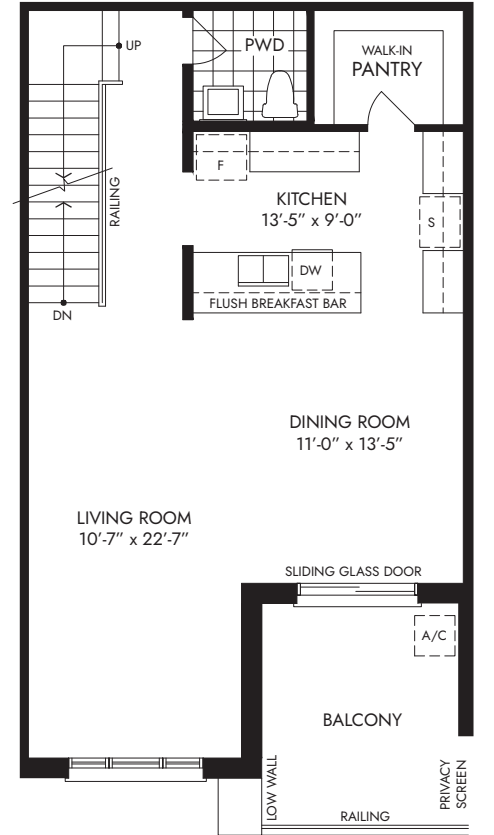 UP
PWD
WALK-IN
PANTRY
F
RAILING
KITCHEN
13'-5" x 9'-0"
S
DW
FLUSH BREAKFAST BAR
DN
DINING ROOM
11'-0" x 13'-5"
LIVING ROOM
10'-7" x 22'-7"
SLIDING GLASS DOOR
A/C
BALCONY
LOW WALL
PRIVACY
SCREEN
RAILING